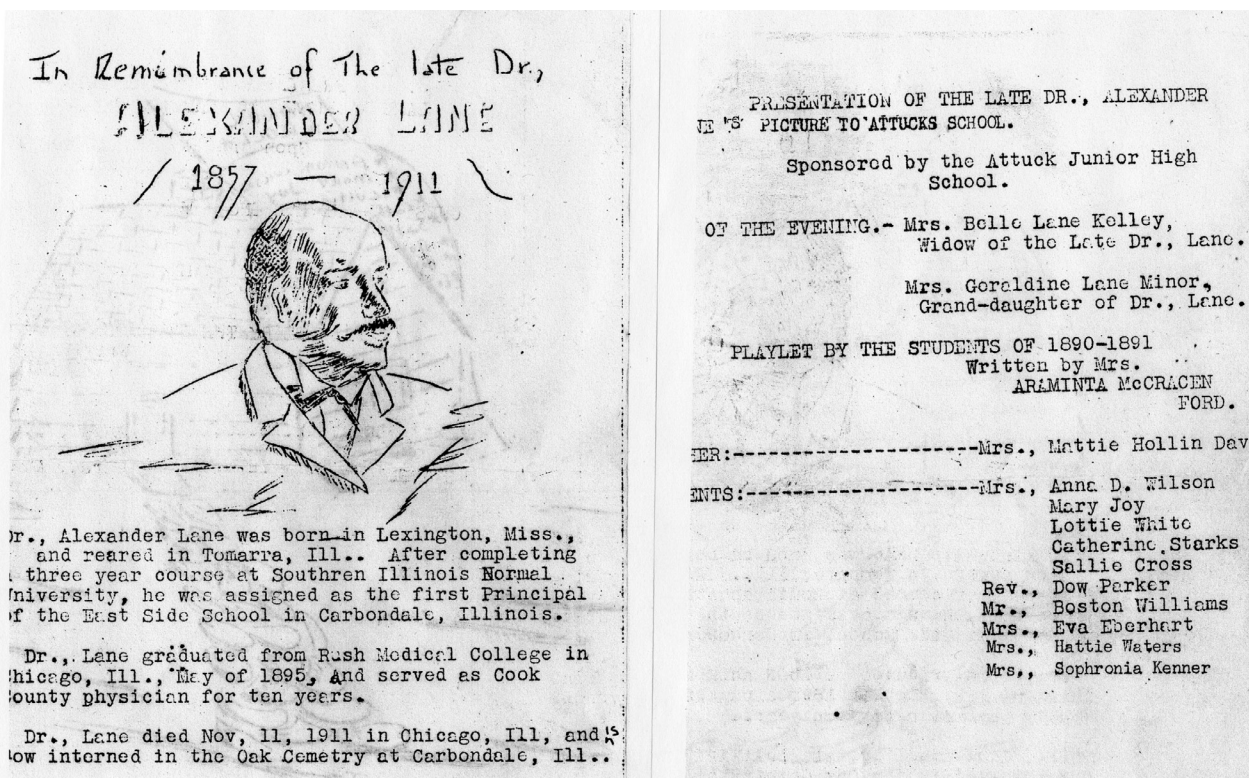 In Remembrance of The late Dr.,
ALEXANDER LANE
1857 — 1911
Dr., Alexander Lane was born in Lexington, Miss.,
and reared in Tomarra, Ill.. After completing
three year course at Southren Illinois Normal
University, he was assigned as the first Principal
of the East Side School in Carbondale, Illinois.
Dr., Lane graduated from Rush Medical College in
Chicago, Ill., May of 1895, And served as Cook
County physician for ten years.
Dr., Lane died Nov, 11, 1911 in Chicago, Ill, and is
now interned in the Oak Cemetry at Carbondale, Ill..
PRESENTATION OF THE LATE DR., ALEXANDER
NE 'S' PICTURE TO ATTUCKS SCHOOL.
Sponsored by the Attuck Junior High
School.
OF THE EVENING.- Mrs. Belle Lane Kelley,
Widow of the Late Dr., Lane.
Mrs. Geraldine Lane Minor,
Grand-daughter of Dr., Lane.
PLAYLET BY THE STUDENTS OF 1890-1891
Written by Mrs.
ARAMINTA McCRACEN
FORD.
ER:--------------------Mrs., Mattie Hollin Dav
ENTS:-------------------Mrs., Anna D. Wilson
Mary Joy
Lottie White
Catherine Starks
Sallie Cross
Rev., Dow Parker
Mr., Boston Williams
Mrs., Eva Eberhart
Mrs., Hattie Waters
Mrs,, Sophronia Kenner